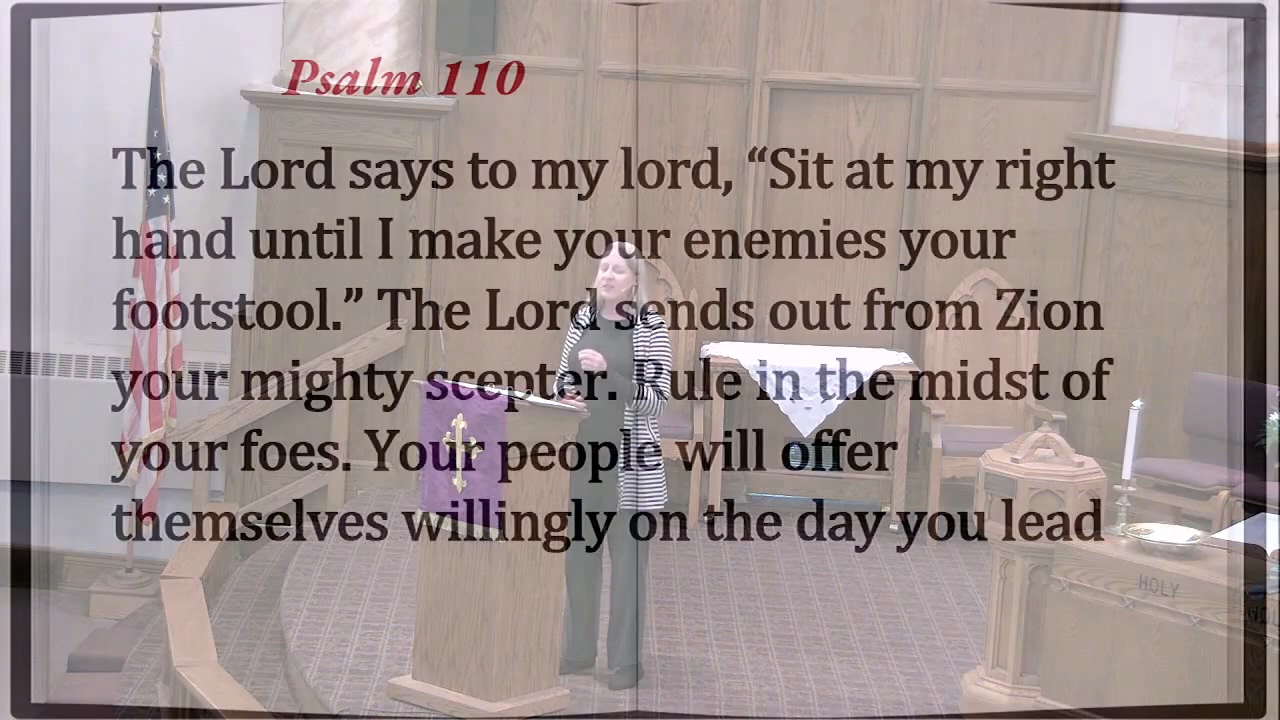 Psalm 110
The Lord says to my lord, “Sit at my right
hand until I make your enemies your
footstool.” The Lord sends out from Zion
your mighty scepter. Rule in the midst of
your foes. Your people will offer
themselves willingly on the day you lead
HOLY